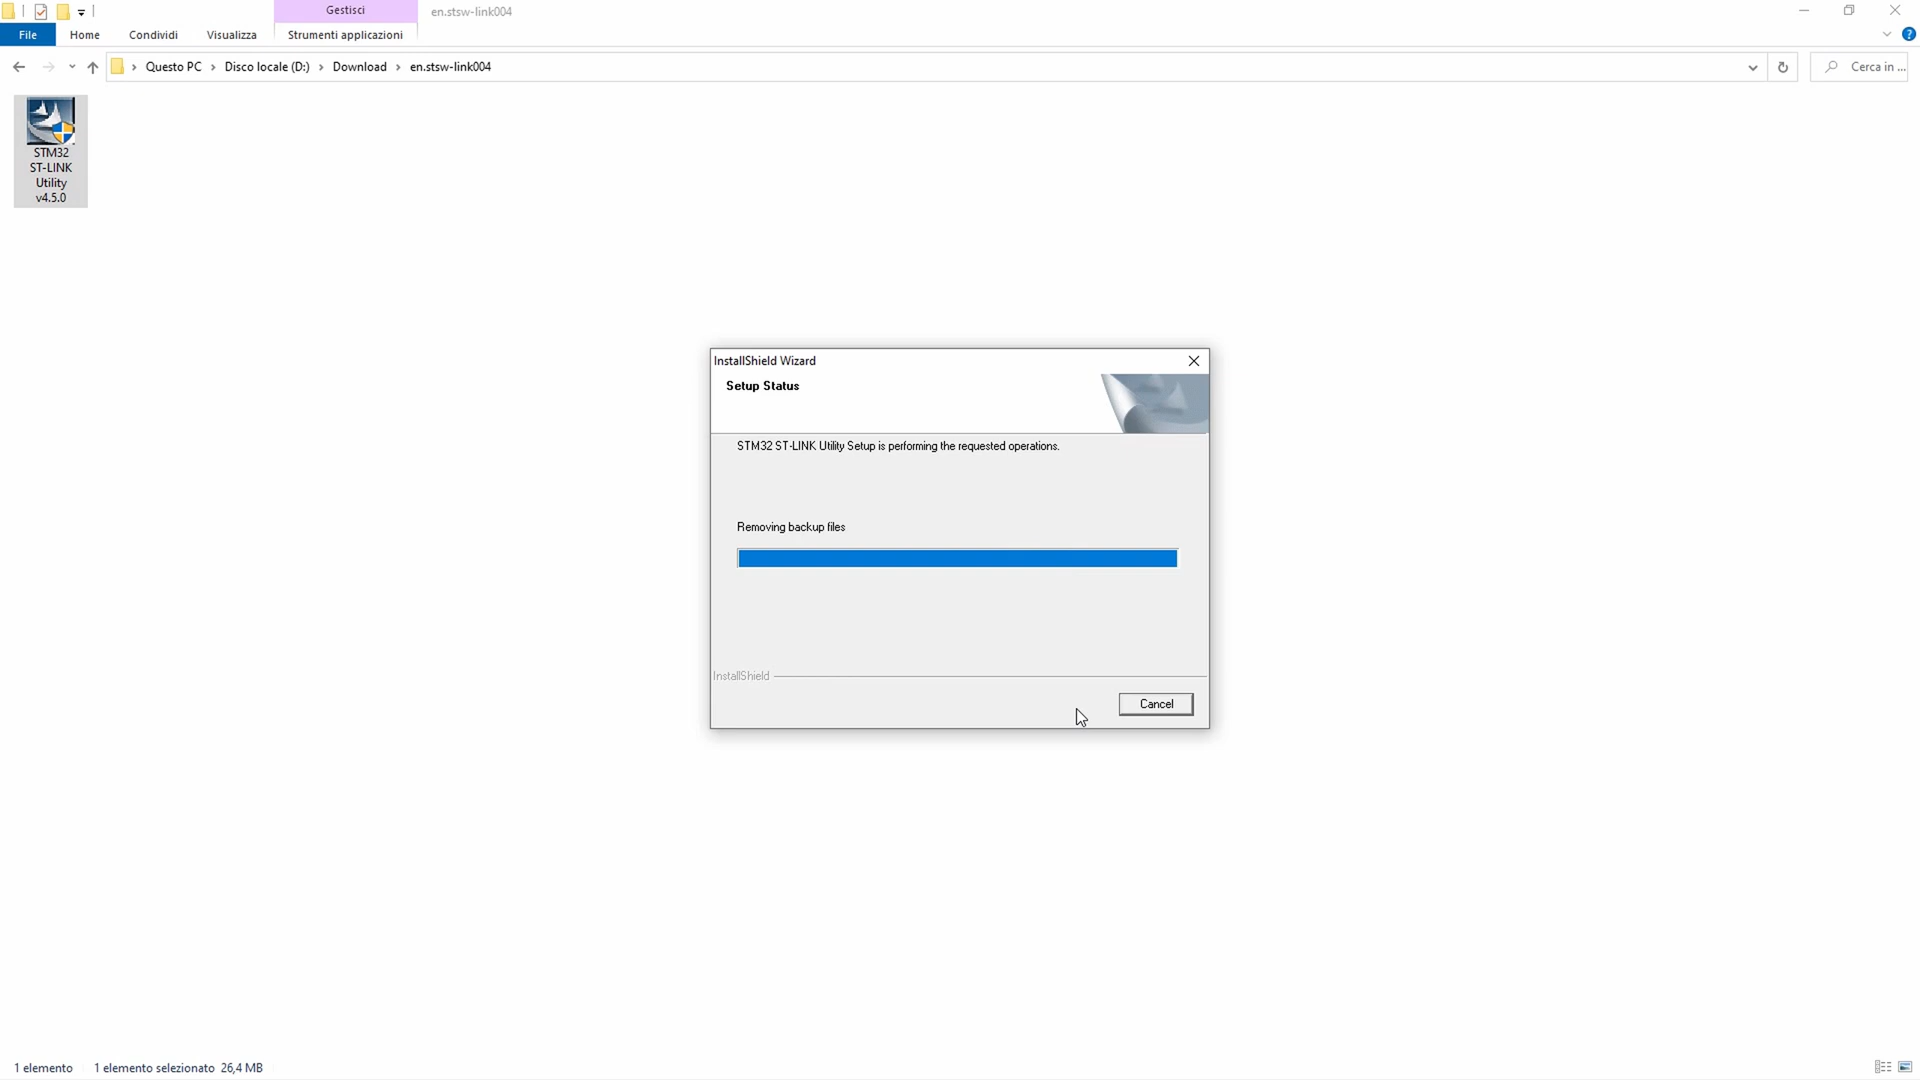 Gestisci
en.stsw-link004
File
Home
Condividi
Visualizza
Strumenti applicazioni
?
Questo PC
Disco locale (D:)
Download
en.stsw-link004
Cerca in ...
STM32
ST-LINK
Utility
v4.5.0
InstallShield Wizard
Setup Status
STM32 ST-LINK Utility Setup is performing the requested operations.
Removing backup files
InstallShield
Cancel
1 elemento
1 elemento selezionato 26,4 MB